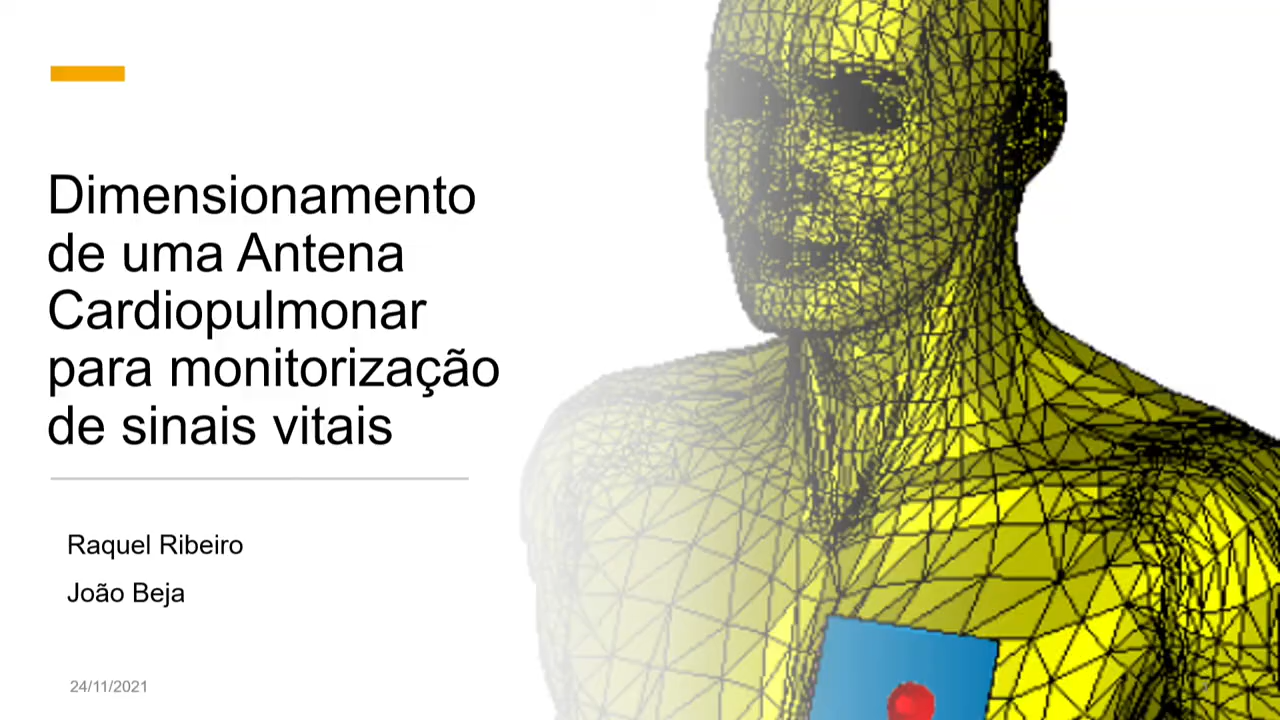 Dimensionamento
de uma Antena
Cardiopulmonar
para monitorização
de sinais vitais
Raquel Ribeiro
João Beja
24/11/2021